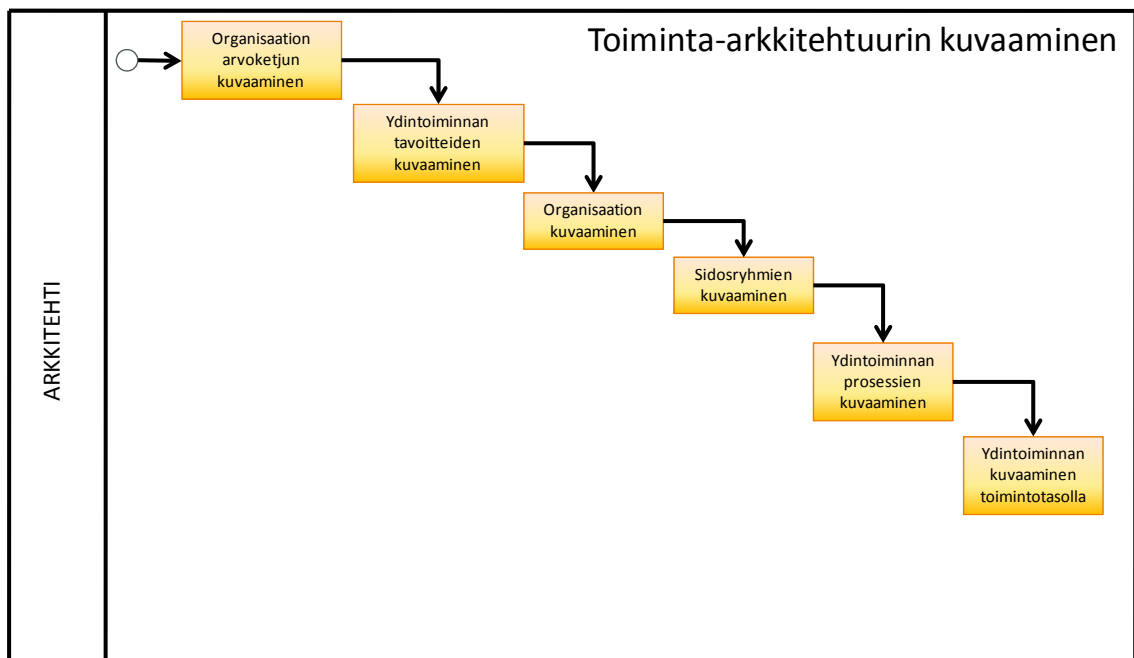 Toiminta-arkkitehtuurin kuvaaminen
ARKKITEHTI
Organisaation
arvoketjun
kuvaaminen
Ydintoiminnan
tavoitteiden
kuvaaminen
Organisaation
kuvaaminen
Sidosryhmien
kuvaaminen
Ydintoiminnan
prosessien
kuvaaminen
Ydintoiminnan
kuvaaminen
toimintotasolla